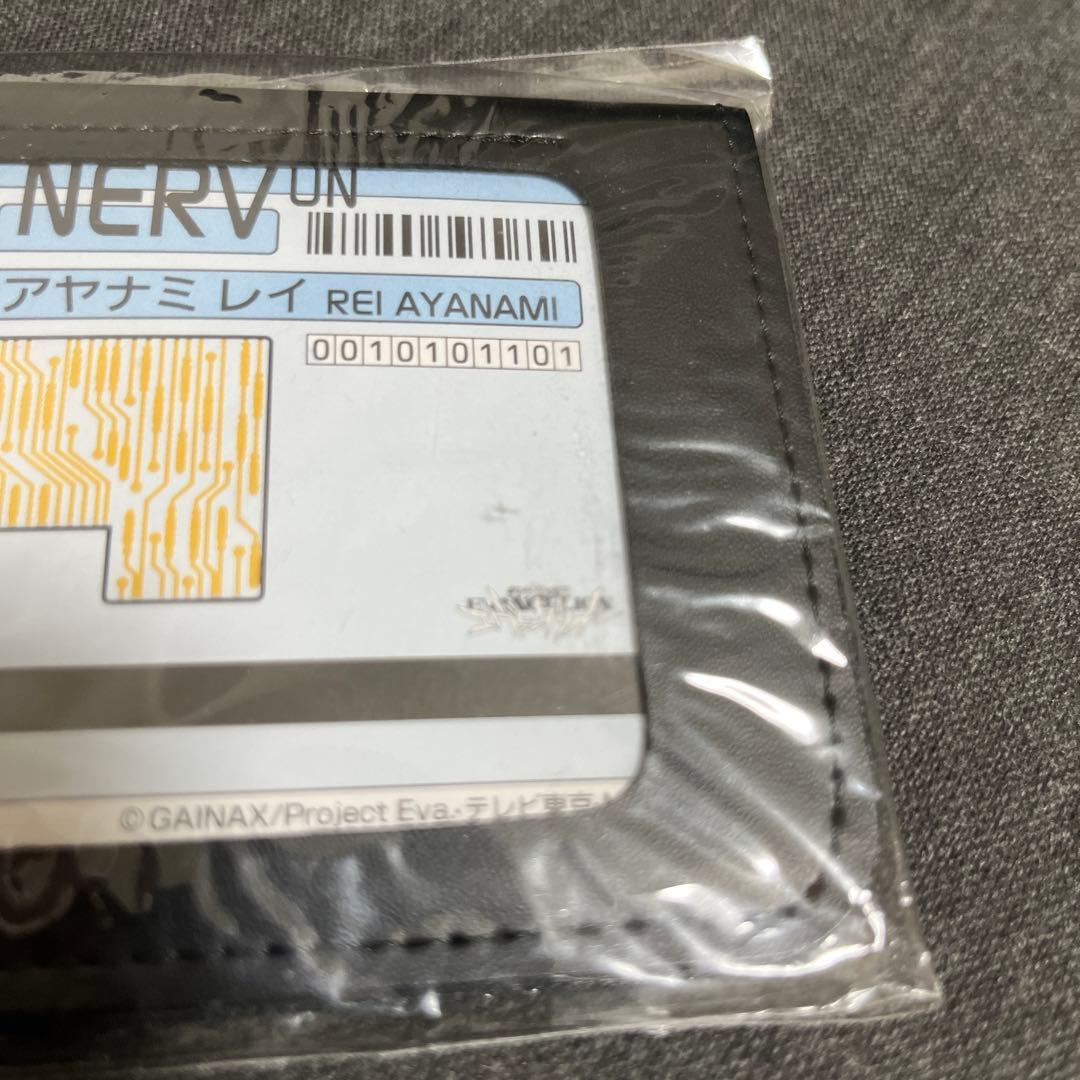 NERV UN
アヤナミ レイ REI AYANAMI
0010101101
EVANGELION
©GAINAX/Project Eva.・テレビ東京・